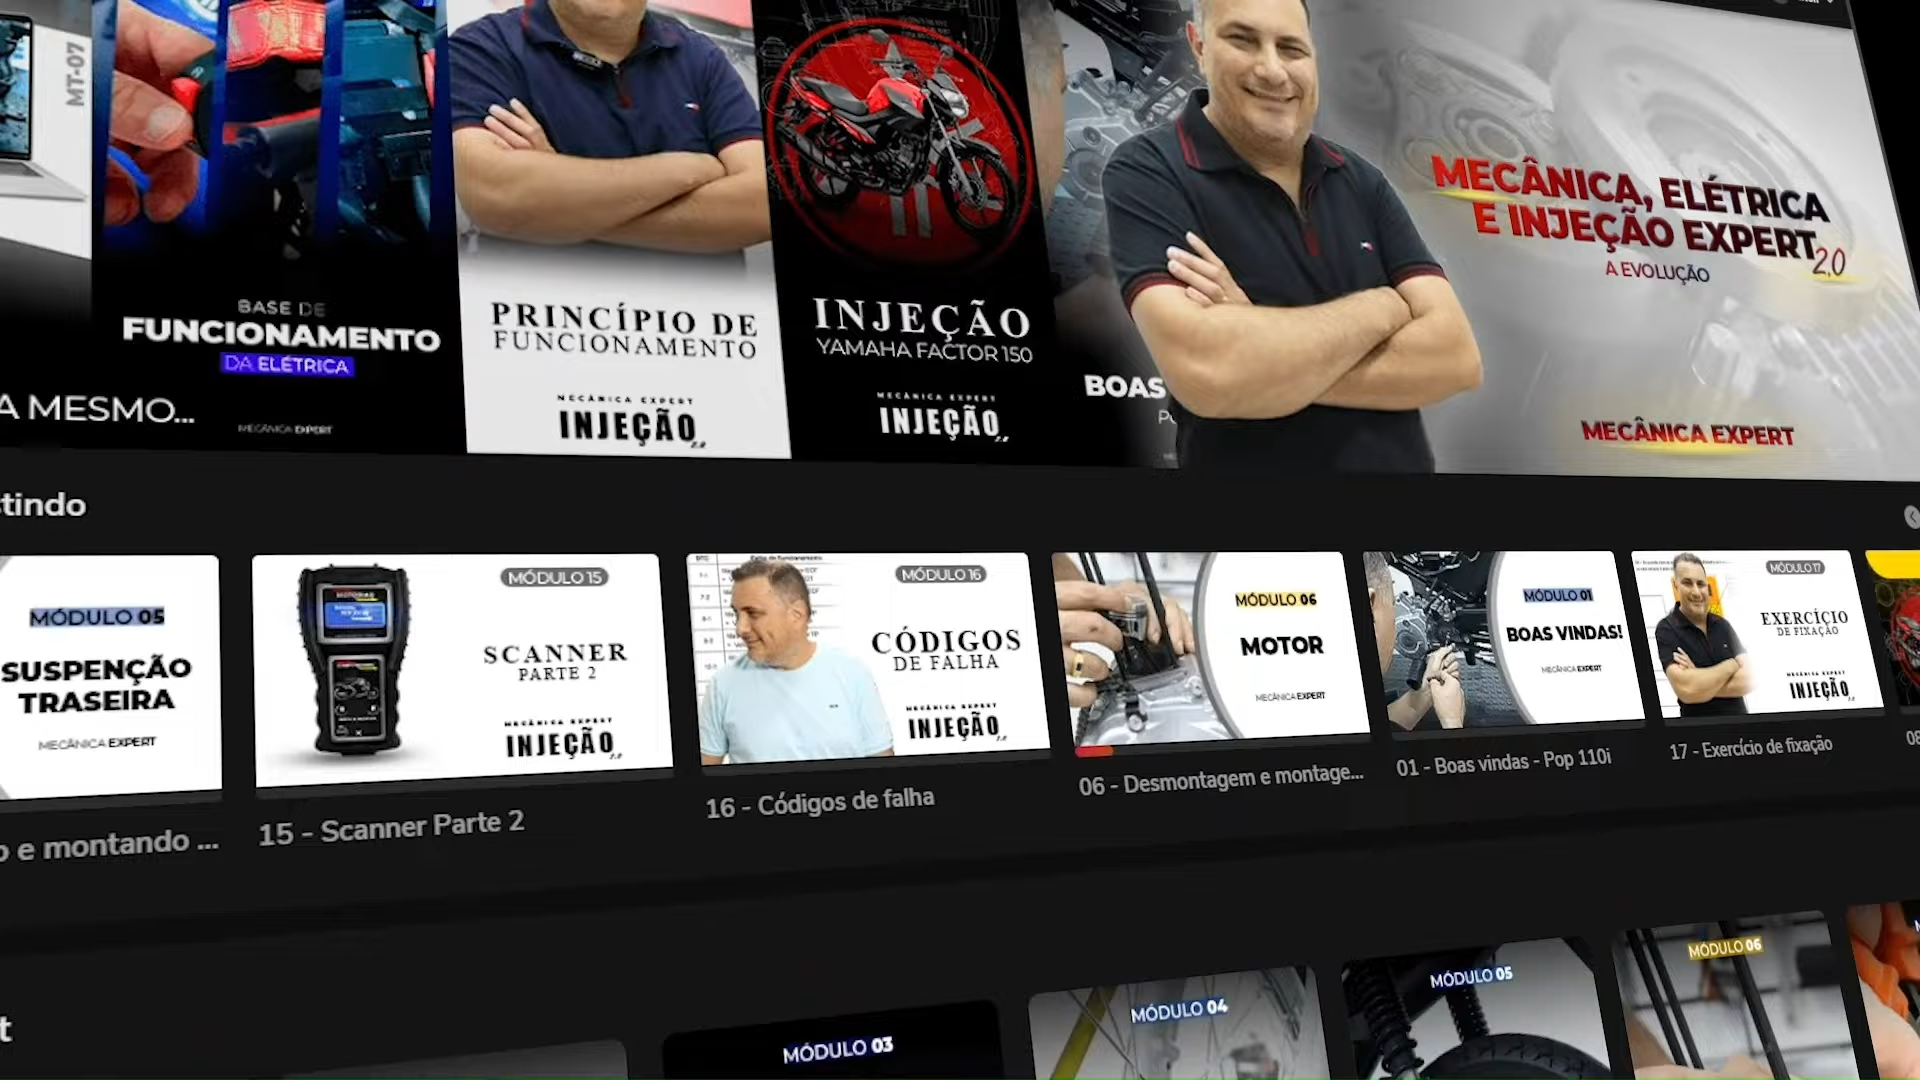 MT-07
BASE DE
FUNCIONAMENTO
DA ELÉTRICA
MECÂNICA EXPERT
A MESMO...
PRINCÍPIO DE
FUNCIONAMENTO
MECÂNICA EXPERT
INJEÇÃO 2.0
INJEÇÃO
YAMAHA FACTOR 150
MECÂNICA EXPERT
INJEÇÃO
BOAS
MECÂNICA, ELÉTRICA
E INJEÇÃO EXPERT 2.0
A EVOLUÇÃO
MECÂNICA EXPERT
stindo
MÓDULO 05
SUSPENÇÃO
TRASEIRA
MECÂNICA EXPERT
o e montando ...
MÓDULO 15
SCANNER
PARTE 2
MECÂNICA EXPERT
INJEÇÃO
15 - Scanner Parte 2
MÓDULO 16
CÓDIGOS
DE FALHA
MECÂNICA EXPERT
INJEÇÃO
16 - Códigos de falha
MÓDULO 06
MOTOR
MECÂNICA EXPERT
06 - Desmontagem e montage...
MÓDULO 01
BOAS VINDAS!
MECÂNICA EXPERT
01 - Boas vindas - Pop 110i
MÓDULO 17
EXERCÍCIO
DE FIXAÇÃO
MECÂNICA EXPERT
INJEÇÃO
17 - Exercício de fixação
08
t
MÓDULO 03
MÓDULO 04
MÓDULO 05
MÓDULO 06